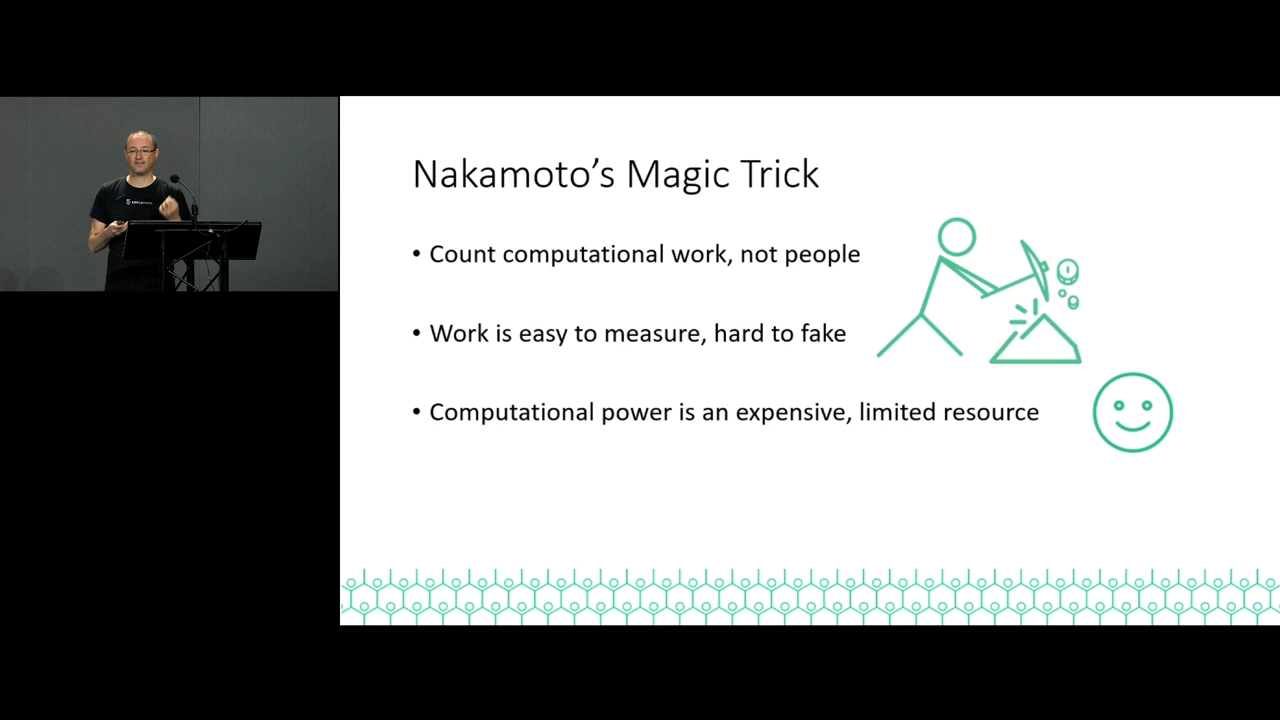 Nakamoto’s Magic Trick
• Count computational work, not people
• Work is easy to measure, hard to fake
• Computational power is an expensive, limited resource